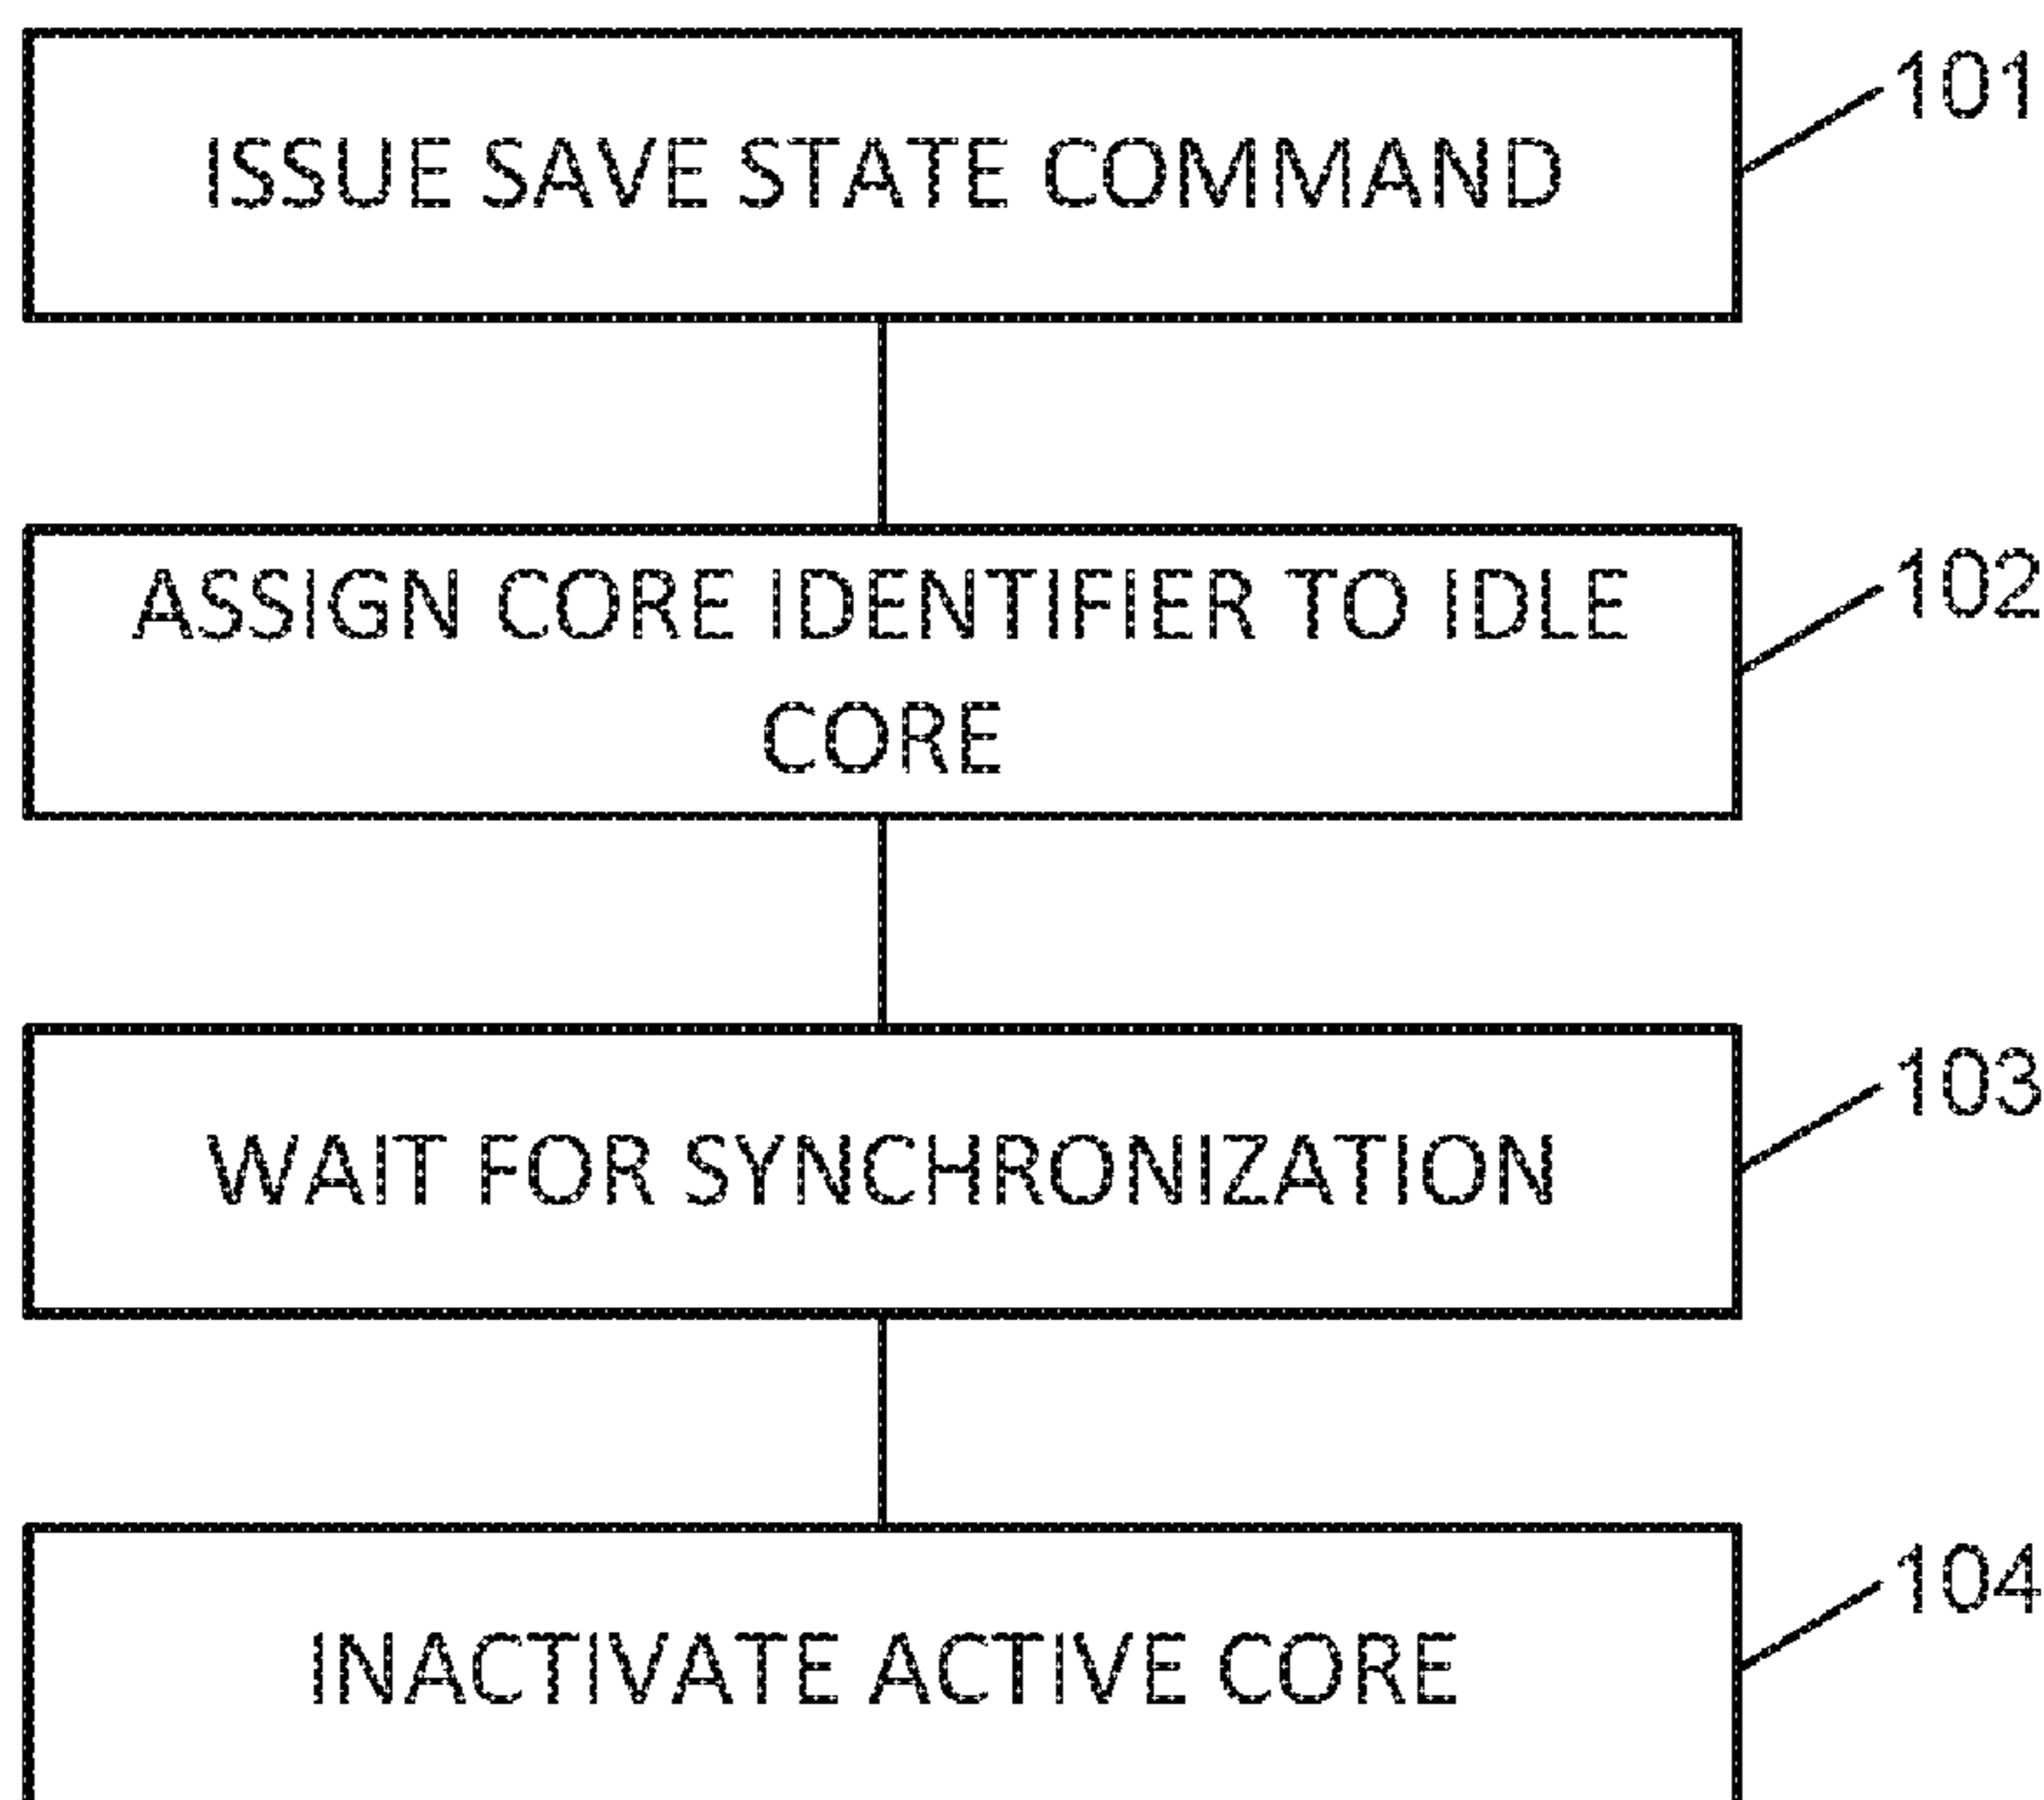 101
ISSUE SAVE STATE COMMAND
102
ASSIGN CORE IDENTIFIER TO IDLE
CORE
103
WAIT FOR SYNCHRONIZATION
104
INACTIVATE ACTIVE CORE